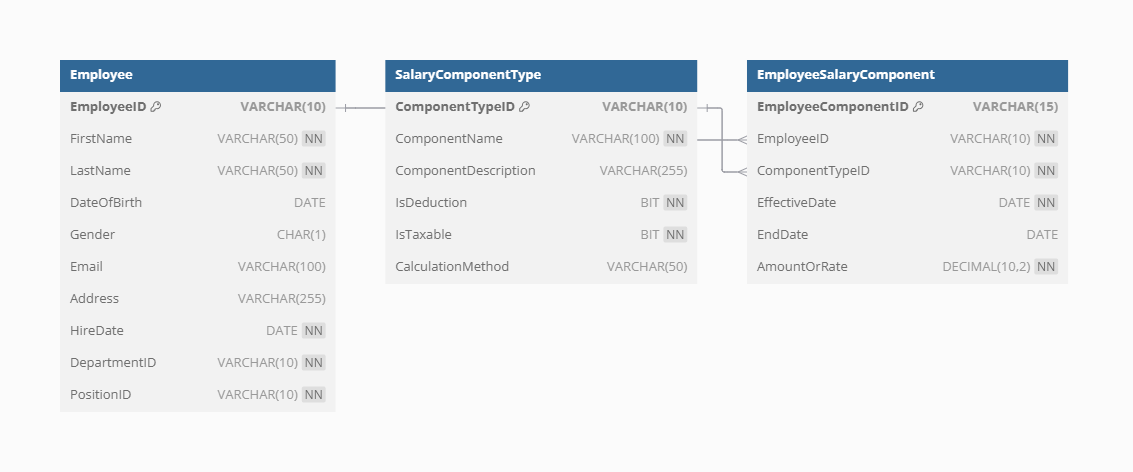 Employee
EmployeeID VARCHAR(10)
FirstName VARCHAR(50) NN
LastName VARCHAR(50) NN
DateOfBirth DATE
Gender CHAR(1)
Email VARCHAR(100)
Address VARCHAR(255)
HireDate DATE NN
DepartmentID VARCHAR(10) NN
PositionID VARCHAR(10) NN
SalaryComponentType
ComponentTypeID VARCHAR(10)
ComponentName VARCHAR(100) NN
ComponentDescription VARCHAR(255)
IsDeduction BIT NN
IsTaxable BIT NN
CalculationMethod VARCHAR(50)
EmployeeSalaryComponent
EmployeeComponentID VARCHAR(15)
EmployeeID VARCHAR(10) NN
ComponentTypeID VARCHAR(10) NN
EffectiveDate DATE NN
EndDate DATE
AmountOrRate DECIMAL(10,2) NN